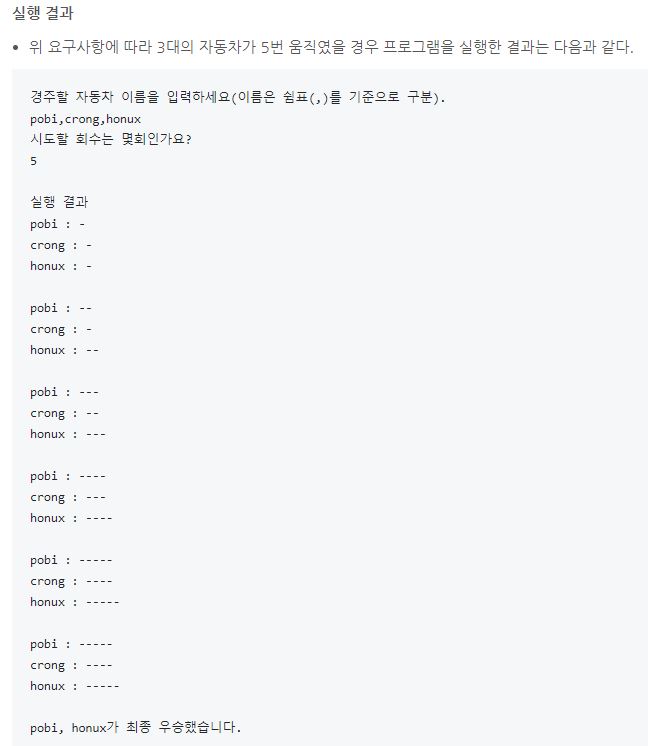 실행 결과
• 위 요구사항에 따라 3대의 자동차가 5번 움직였을 경우 프로그램을 실행한 결과는 다음과 같다.
경주할 자동차 이름을 입력하세요(이름은 쉼표(,)를 기준으로 구분).
pobi,crong,honux
시도할 회수는 몇회인가요?
5
실행 결과
pobi : -
crong : -
honux : -
pobi : --
crong : -
honux : --
pobi : ---
crong : --
honux : ---
pobi : ----
crong : ---
honux : ----
pobi : -----
crong : ----
honux : -----
pobi : -----
crong : ----
honux : -----
pobi, honux가 최종 우승했습니다.